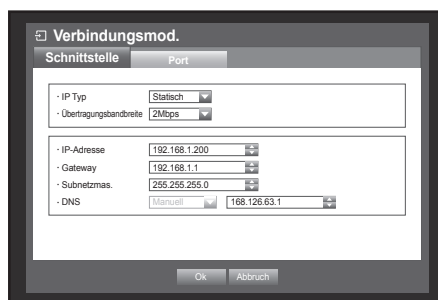 Verbindungsmod.
Schnittstelle Port
· IP Typ Statisch
· Übertragungsbandbreite 2Mbps
· IP-Adresse 192.168.1.200
· Gateway 192.168.1.1
· Subnetzmas. 255.255.255.0
· DNS Manuell 168.126.63.1
Ok Abbruch